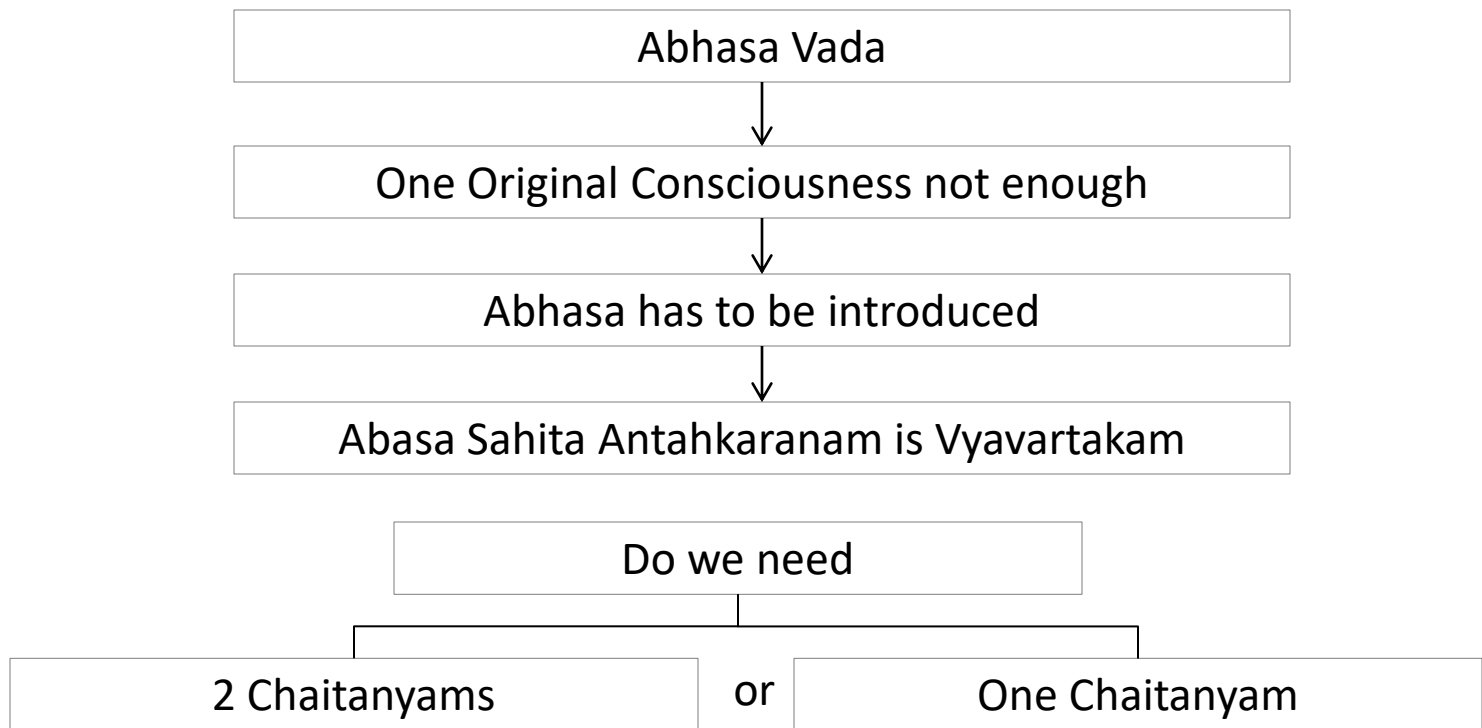 Abhasa Vada
One Original Consciousness not enough
Abhasa has to be introduced
Abasa Sahita Antahkaranam is Vyavartakam
Do we need
2 Chaitanyams or One Chaitanyam